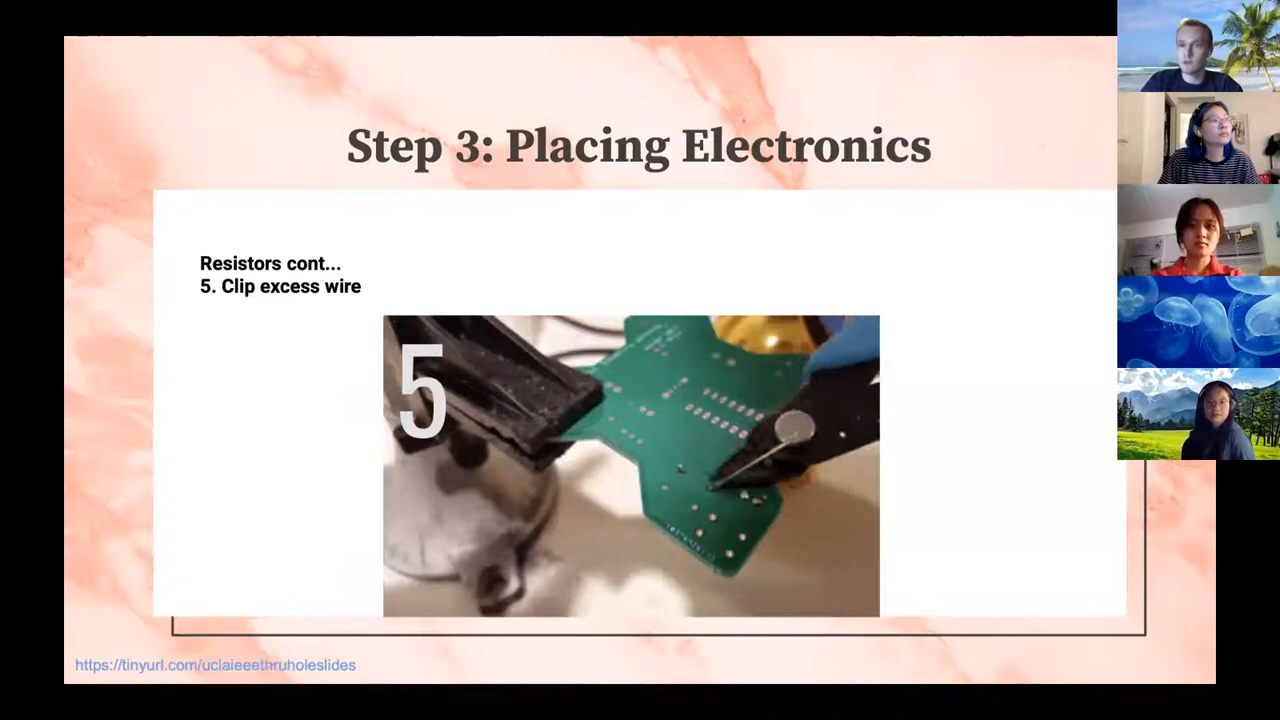 Step 3: Placing Electronics
Resistors cont...
5. Clip excess wire
5
https://tinyurl.com/uclaieeethruholeslides